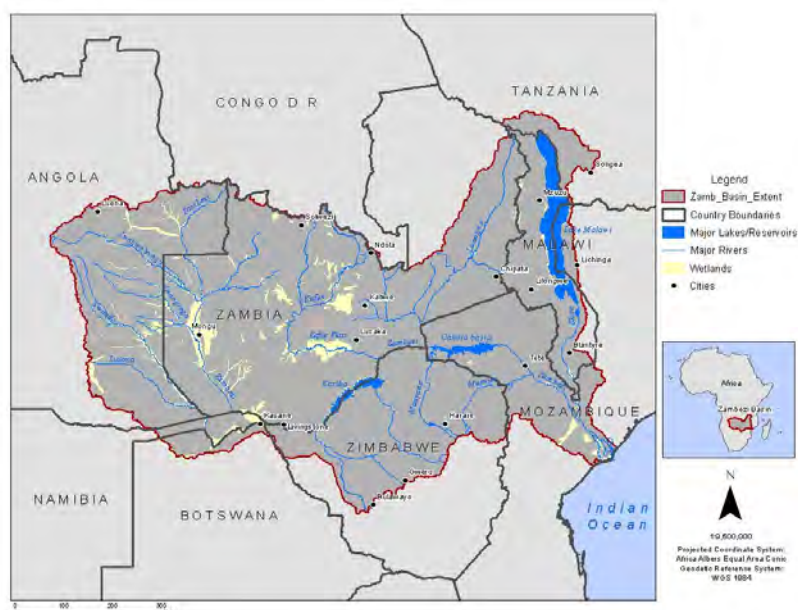 TANZANIA
CONGO D R
ANGOLA
Songea
Mzuzu
Luena
Solwezi
Lake Malawi
MALAWI
Ndola
Lichinga
Chipata
Lilongwe
Kabwe
ZAMBIA
Kafue
Mongu
Kafue Flats
Lusaka
Cahora bassa
Zambezi
Blantyre
Tete
Kariba
MOZAMBIQUE
Kasane
Livingstone
Harare
ZIMBABWE
Gweru
Bulawayo
NAMIBIA
BOTSWANA
Indian
Ocean
0 100 200 300
Legend
Zamb_Basin_Extent
Country Boundaries
Major Lakes/Reservoirs
Major Rivers
Wetlands
Cities
Africa
Zambezi Basin
N
1:9,500,000
Projected Coordinate System:
Africa Albers Equal Area Conic
Geodetic Reference System:
WGS 1984